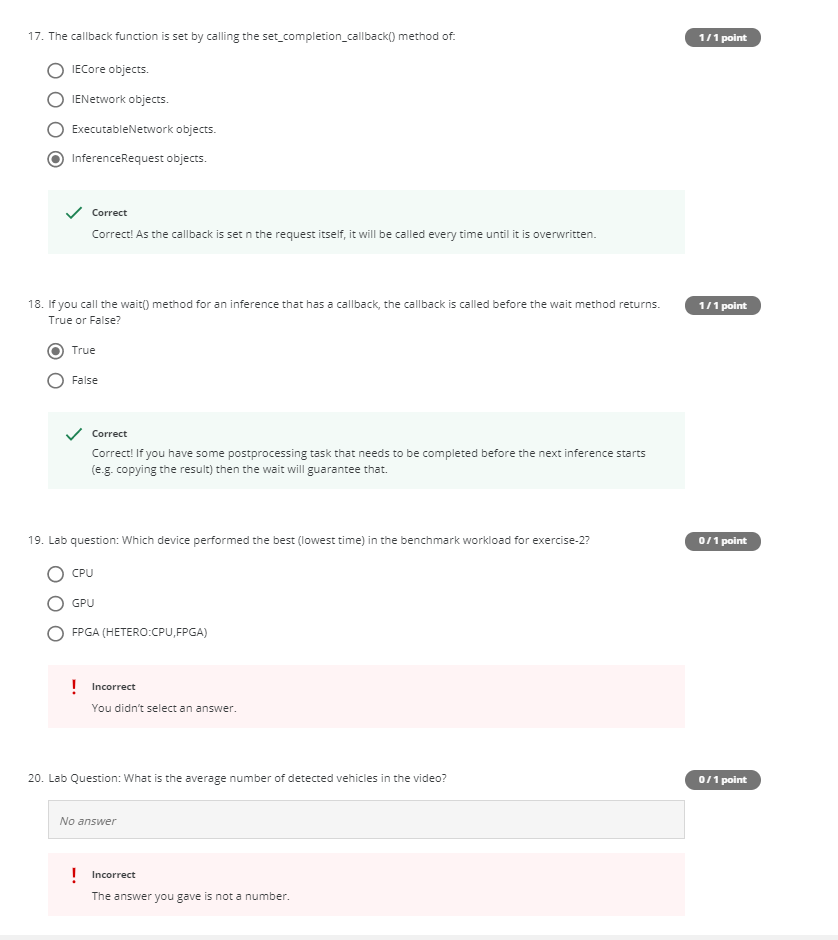 17. The callback function is set by calling the set_completion_callback() method of:
1 / 1 point
IECore objects.
IENetwork objects.
ExecutableNetwork objects.
InferenceRequest objects.
Correct
Correct! As the callback is set n the request itself, it will be called every time until it is overwritten.
18. If you call the wait() method for an inference that has a callback, the callback is called before the wait method returns.
1 / 1 point
True or False?
True
False
Correct
Correct! If you have some postprocessing task that needs to be completed before the next inference starts
(e.g. copying the result) then the wait will guarantee that.
19. Lab question: Which device performed the best (lowest time) in the benchmark workload for exercise-2?
0 / 1 point
CPU
GPU
FPGA (HETERO:CPU,FPGA)
Incorrect
You didn't select an answer.
20. Lab Question: What is the average number of detected vehicles in the video?
0 / 1 point
No answer
Incorrect
The answer you gave is not a number.